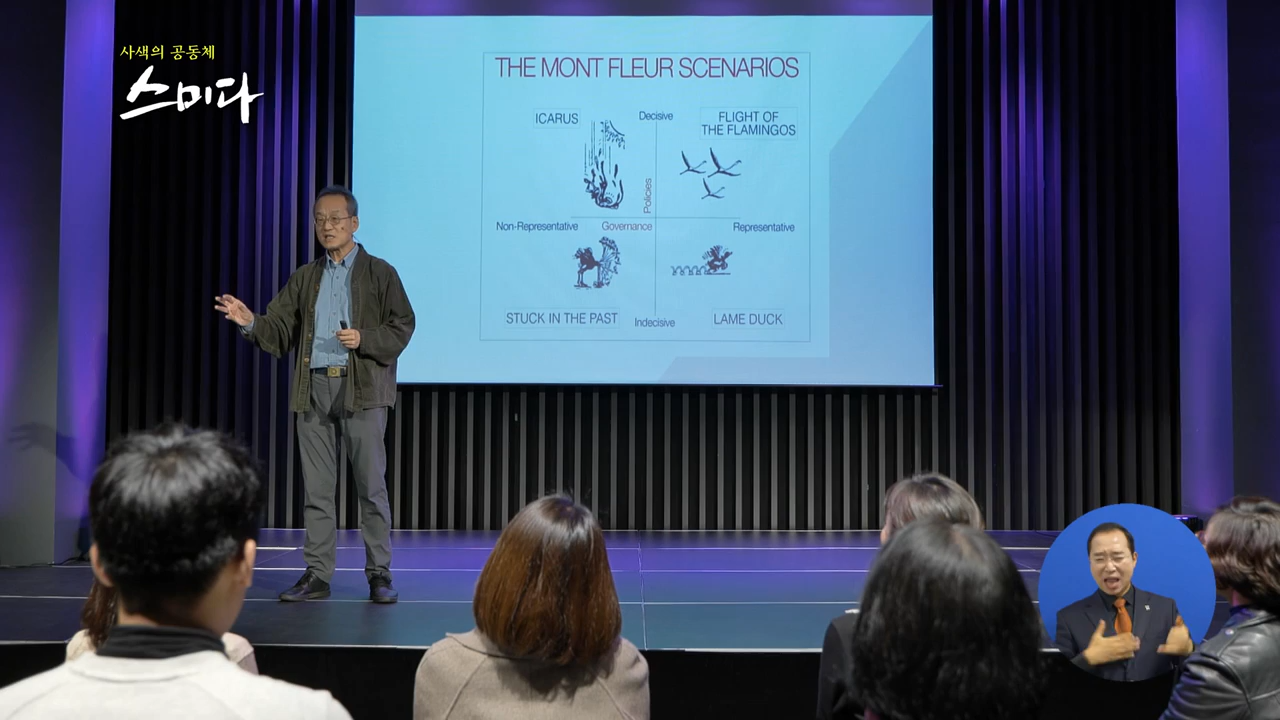 사색의 공동체
스미다
THE MONT FLEUR SCENARIOS
ICARUS
Decisive
FLIGHT OF
THE FLAMINGOS
Policies
Non-Representative
Governance
Representative
STUCK IN THE PAST
Indecisive
LAME DUCK